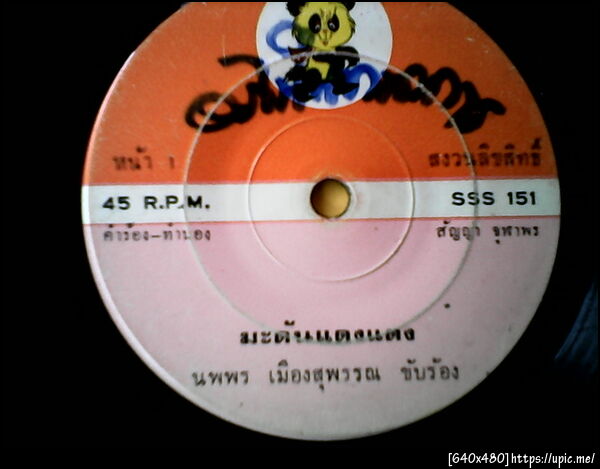 หน้า 1
สงวนลิขสิทธิ์
45 R.P.M.
SSS 151
คำร้อง-ทำนอง
สัญญา จุฬาพร
มะดันแดงแตง
นพพร เมืองสุพรรณ ขับร้อง
[640x480]https://upic.me/